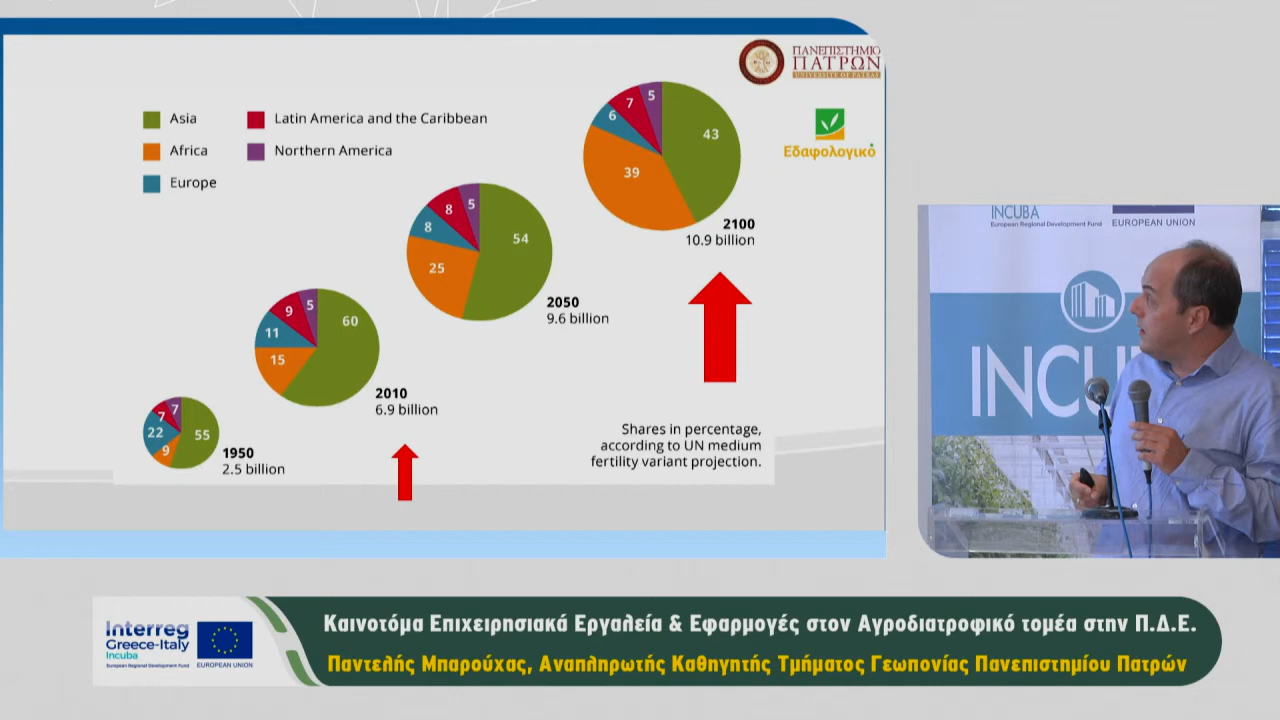 ΠΑΝΕΠΙΣΤΗΜΙΟ
ΠΑΤΡΩΝ
UNIVERSITY OF PATRAS
Εδαφολογικό
Asia
Latin America and the Caribbean
Africa
Northern America
Europe
5
7
6
43
39
2100
10.9 billion
5
8
8
54
25
2050
9.6 billion
5
9
11
60
15
2010
6.9 billion
7
7
22
55
9
1950
2.5 billion
Shares in percentage,
according to UN medium
fertility variant projection.
INCUBA
European Regional Development Fund
EUROPEAN UNION
INCU
Interreg
Greece-Italy
Incuba
European Regional Development Fund
EUROPEAN UNION
Καινοτόμα Επιχειρησιακά Εργαλεία & Εφαρμογές στον Αγροδιατροφικό τομέα στην Π.Δ.Ε.
Παντελής Μπαρούχας, Αναπληρωτής Καθηγητής Τμήματος Γεωπονίας Πανεπιστημίου Πατρών